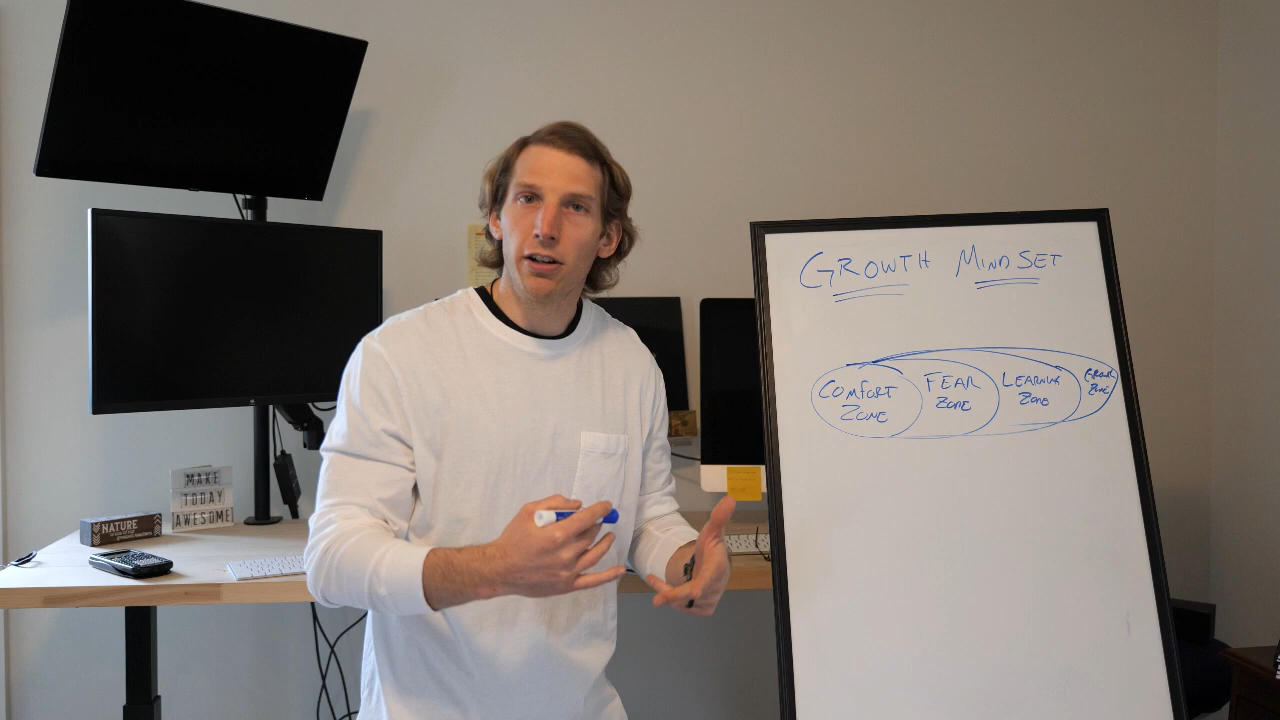 GROWTH MINDSET
COMFORT
ZONE
FEAR
ZONE
LEARNING
ZONE
GROWTH
ZONE
MAKE
TODAY
AWESOME
NATURE